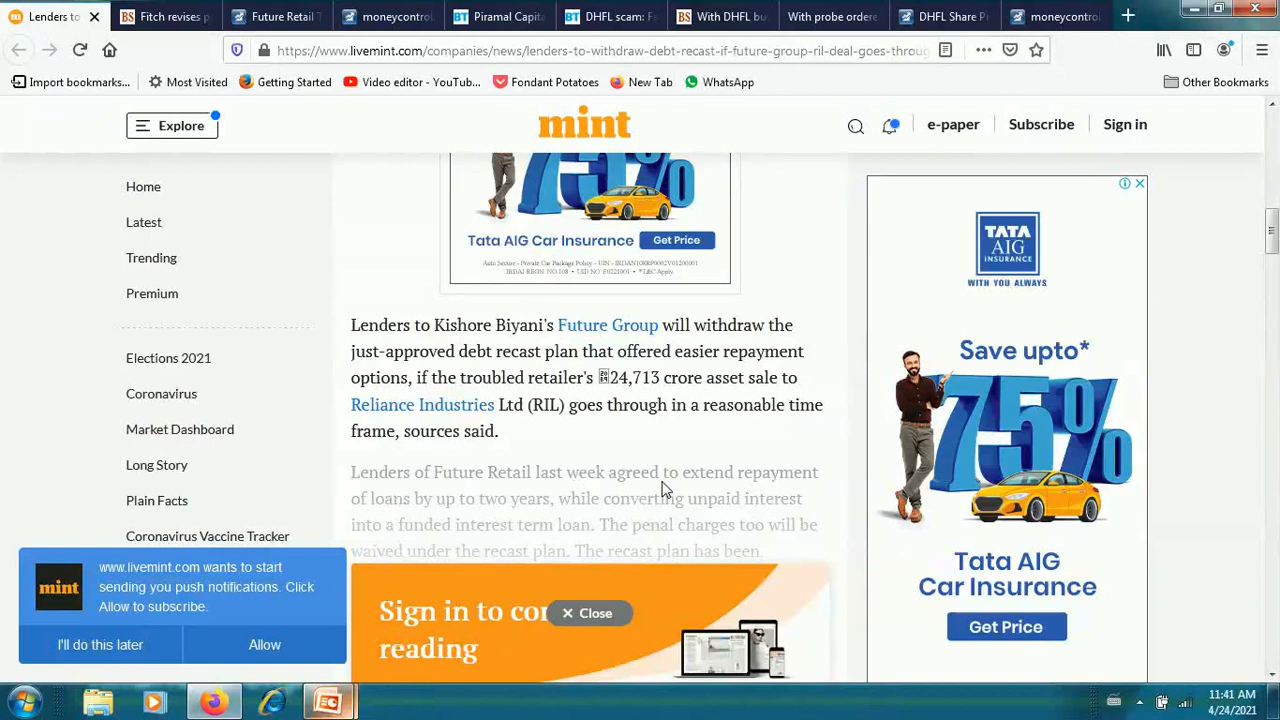 Lenders to
Fitch revises p
Future Retail T
moneycontrol
Piramal Capita
DHFL scam: F
With DHFL bu
With probe ordere
DHFL Share Pr
moneycontrol
https://www.livemint.com/companies/news/lenders-to-withdraw-debt-recast-if-future-group-ril-deal-goes-throug
Import bookmarks...
Most Visited
Getting Started
Video editor - YouTub...
Fondant Potatoes
New Tab
WhatsApp
Other Bookmarks
Explore
mint
e-paper
Subscribe
Sign in
Home
Latest
Trending
Premium
Elections 2021
Coronavirus
Market Dashboard
Long Story
Plain Facts
Coronavirus Vaccine Tracker
75%
Tata AIG Car Insurance
Get Price
Lenders to Kishore Biyani's Future Group will withdraw the
just-approved debt recast plan that offered easier repayment
options, if the troubled retailer's 24,713 crore asset sale to
Reliance Industries Ltd (RIL) goes through in a reasonable time
frame, sources said.
Lenders of Future Retail last week agreed to extend repayment
of loans by up to two years, while converting unpaid interest
into a funded interest term loan. The penal charges too will be
waived under the recast plan. The recast plan has been
Sign in to con
reading
Close
TATA
AIG
INSURANCE
WITH YOU ALWAYS
Save upto*
75%
Tata AIG
Car Insurance
Get Price
mint
www.livemint.com wants to start
sending you push notifications. Click
Allow to subscribe.
I'll do this later
Allow
11:41 AM
4/24/2021